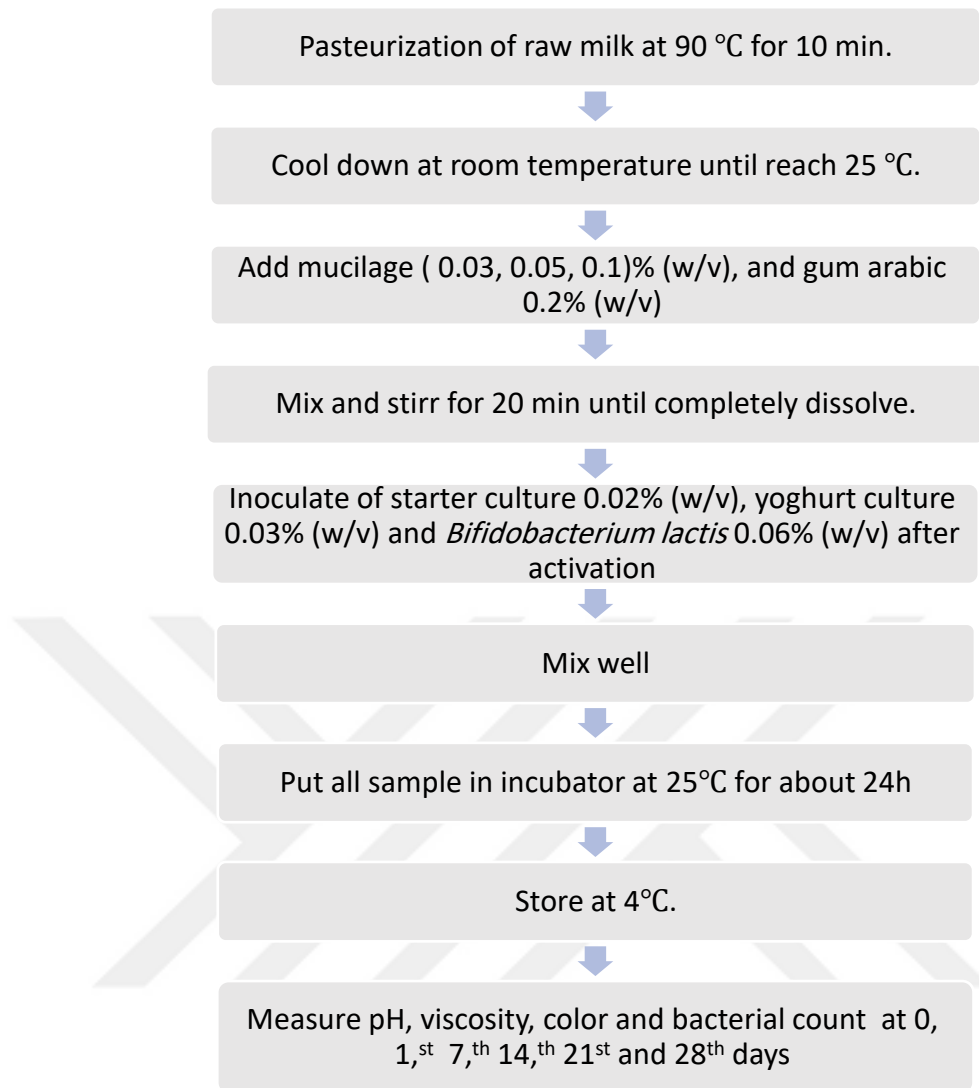 Pasteurization of raw milk at 90 °C for 10 min.
Cool down at room temperature until reach 25 °C.
Add mucilage ( 0.03, 0.05, 0.1)% (w/v), and gum arabic
0.2% (w/v)
Mix and stirr for 20 min until completely dissolve.
Inoculate of starter culture 0.02% (w/v), yoghurt culture
0.03% (w/v) and Bifidobacterium lactis 0.06% (w/v) after
activation
Mix well
Put all sample in incubator at 25°C for about 24h
Store at 4°C.
Measure pH, viscosity, color and bacterial count at 0,
1,st 7,th 14,th 21st and 28th days